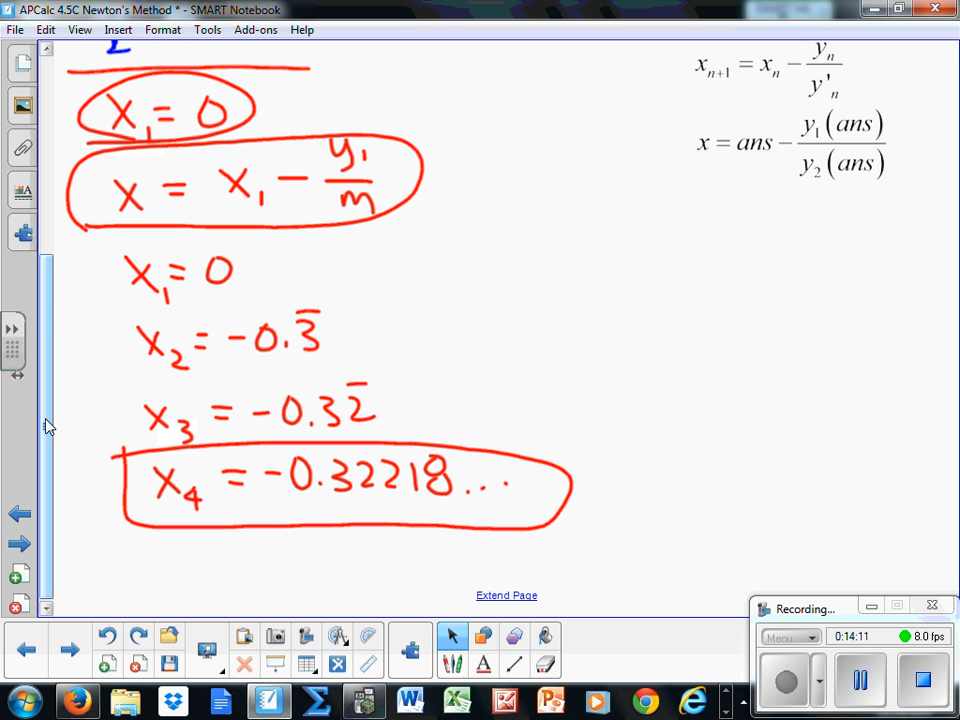 APCalc 4.5C Newton's Method * - SMART Notebook
File Edit View Insert Format Tools Add-ons Help
2
x₁ = 0
x = x₁ - y₁/m
x₁ = 0
x₂ = -0.3̅
x₃ = -0.32̅
x₄ = -0.32218...
xₙ₊₁ = xₙ - yₙ/y'ₙ
x = ans - y₁(ans)/y₂(ans)
Extend Page
Recording...
Menu
0:14:11
8.0 fps